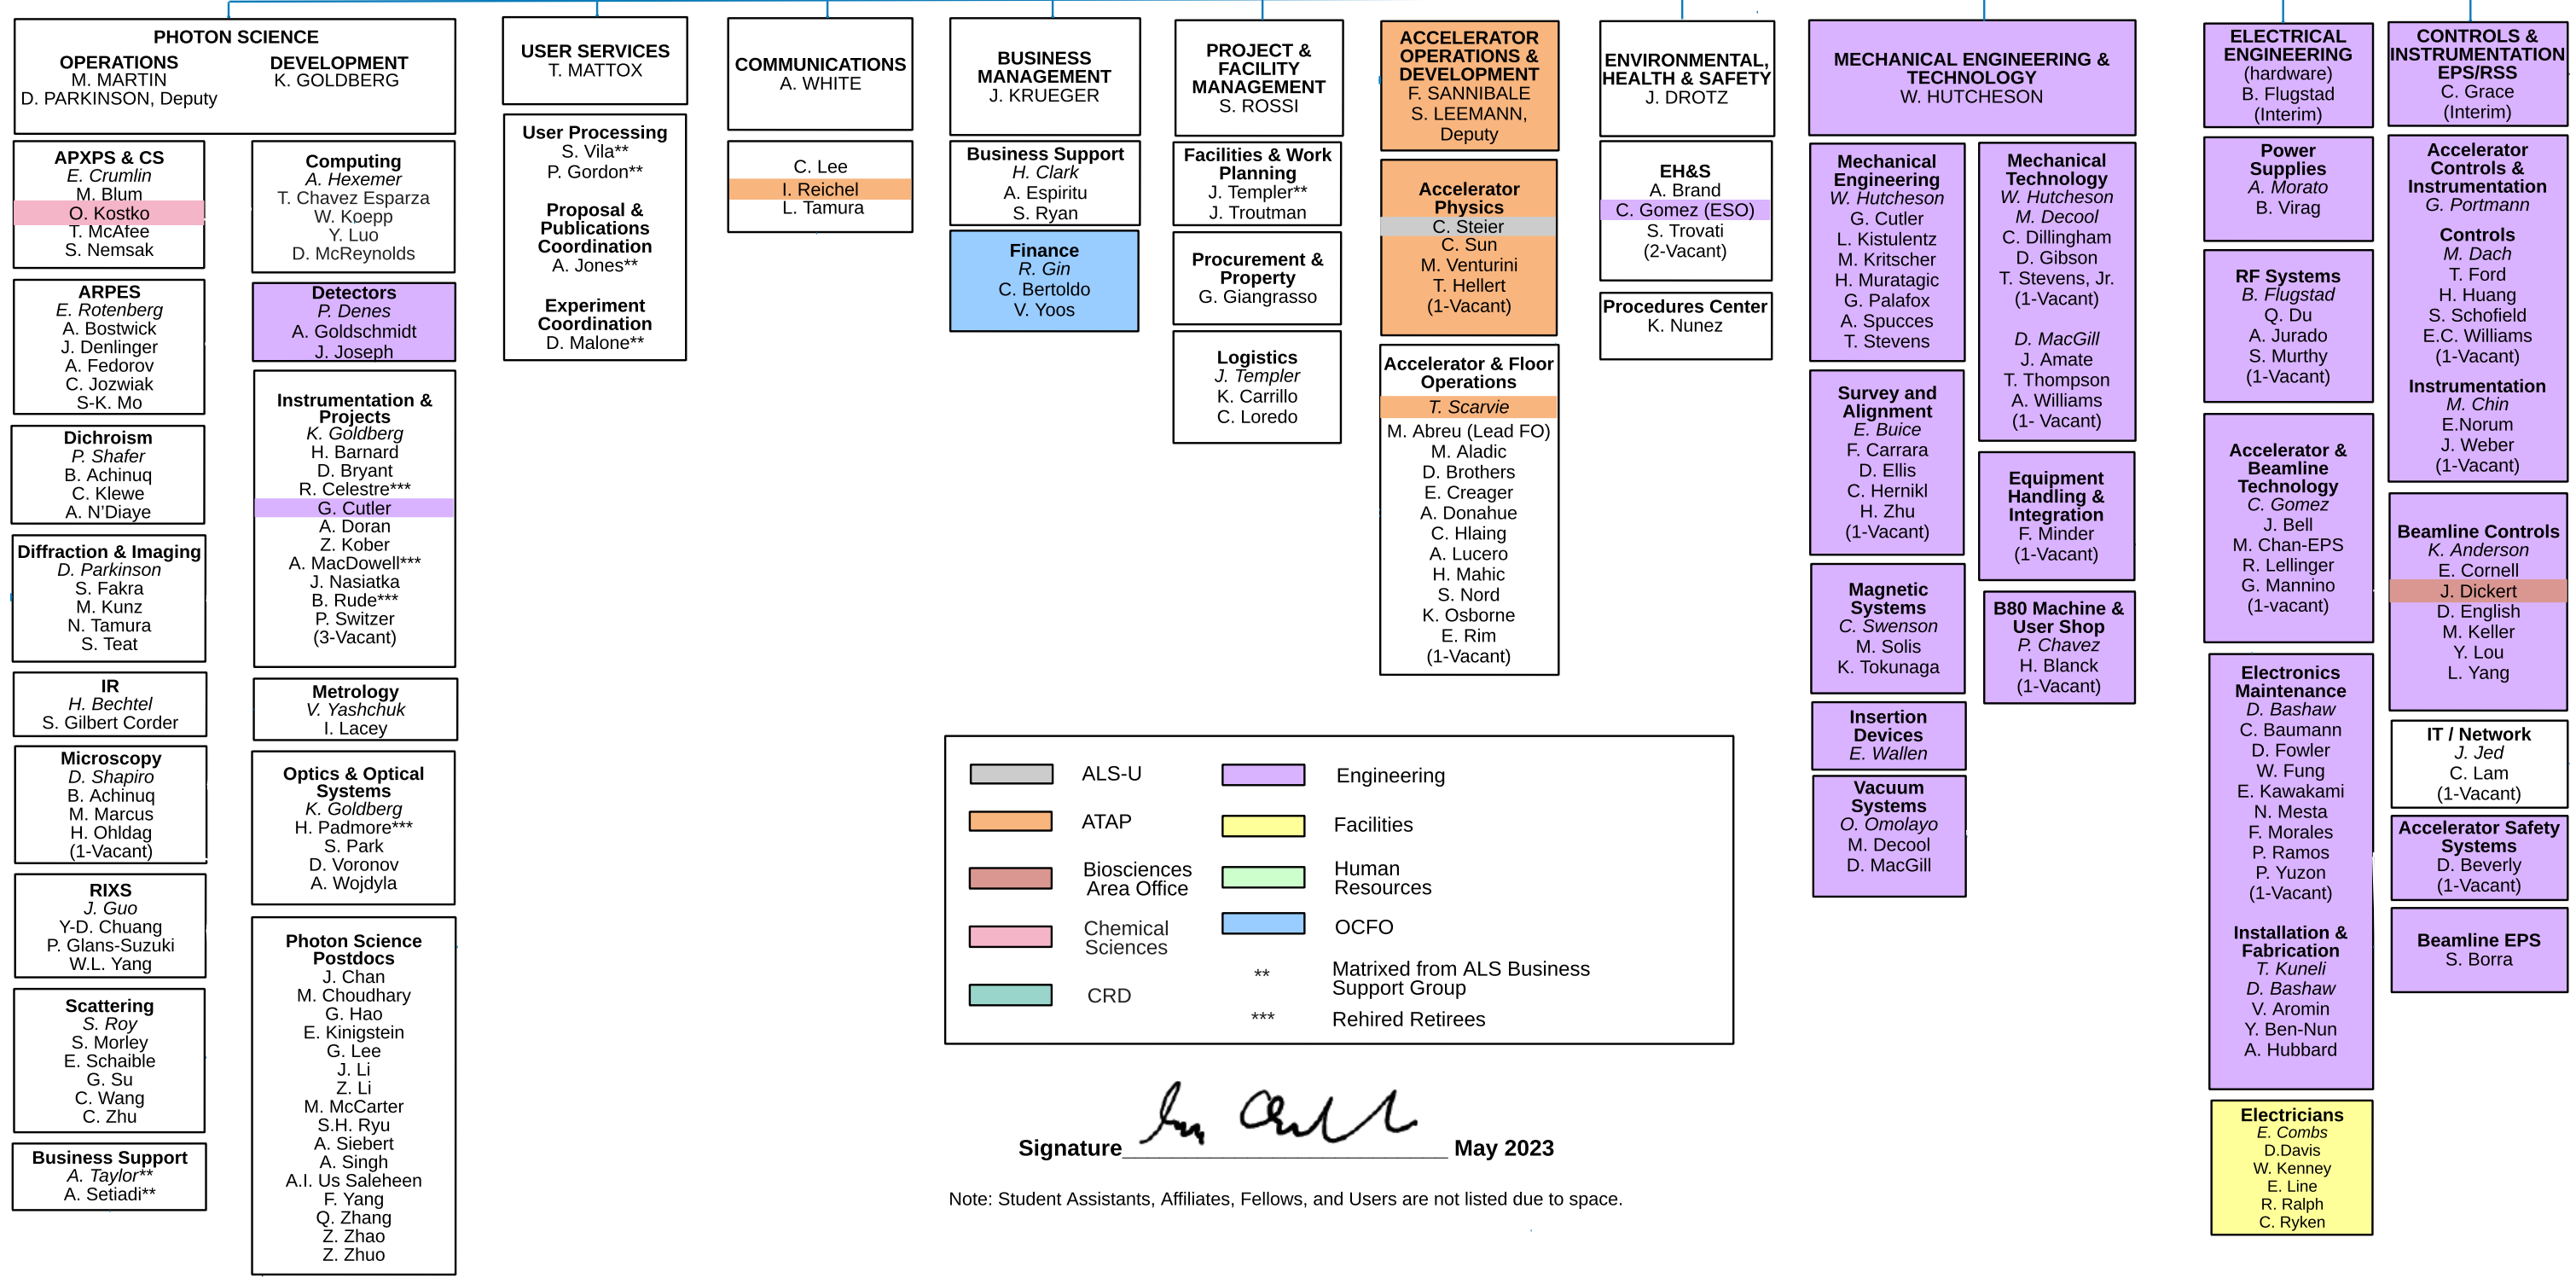 PHOTON SCIENCE
OPERATIONS
M. MARTIN
D. PARKINSON, Deputy
DEVELOPMENT
K. GOLDBERG
APXPS & CS
E. Crumlin
M. Blum
O. Kostko
T. McAfee
S. Nemsak
ARPES
E. Rotenberg
A. Bostwick
J. Denlinger
A. Fedorov
C. Jozwiak
S-K. Mo
Dichroism
P. Shafer
B. Achinuq
C. Klewe
A. N’Diaye
Diffraction & Imaging
D. Parkinson
S. Fakra
M. Kunz
N. Tamura
S. Teat
IR
H. Bechtel
S. Gilbert Corder
Microscopy
D. Shapiro
B. Achinuq
M. Marcus
H. Ohldag
(1-Vacant)
RIXS
J. Guo
Y-D. Chuang
P. Glans-Suzuki
W.L. Yang
Scattering
S. Roy
S. Morley
E. Schaible
G. Su
C. Wang
C. Zhu
Business Support
A. Taylor**
A. Setiadi**
Computing
A. Hexemer
T. Chavez Esparza
W. Koepp
Y. Luo
D. McReynolds
Detectors
P. Denes
A. Goldschmidt
J. Joseph
Instrumentation &
Projects
K. Goldberg
H. Barnard
D. Bryant
R. Celestre***
G. Cutler
A. Doran
Z. Kober
A. MacDowell***
J. Nasiatka
B. Rude***
P. Switzer
(3-Vacant)
Metrology
V. Yashchuk
I. Lacey
Optics & Optical
Systems
K. Goldberg
H. Padmore***
S. Park
D. Voronov
A. Wojdyla
Photon Science
Postdocs
J. Chan
M. Choudhary
G. Hao
E. Kinigstein
G. Lee
J. Li
Z. Li
M. McCarter
S.H. Ryu
A. Siebert
A. Singh
A.I. Us Saleheen
F. Yang
Q. Zhang
Z. Zhao
Z. Zhuo
USER SERVICES
T. MATTOX
User Processing
S. Vila**
P. Gordon**
Proposal &
Publications
Coordination
A. Jones**
Experiment
Coordination
D. Malone**
COMMUNICATIONS
A. WHITE
C. Lee
I. Reichel
L. Tamura
BUSINESS
MANAGEMENT
J. KRUEGER
Business Support
H. Clark
A. Espiritu
S. Ryan
Finance
R. Gin
C. Bertoldo
V. Yoos
PROJECT &
FACILITY
MANAGEMENT
S. ROSSI
Facilities & Work
Planning
J. Templer**
J. Troutman
Procurement &
Property
G. Giangrasso
Logistics
J. Templer
K. Carrillo
C. Loredo
ACCELERATOR
OPERATIONS &
DEVELOPMENT
F. SANNIBALE
S. LEEMANN,
Deputy
Accelerator
Physics
C. Steier
C. Sun
M. Venturini
T. Hellert
(1-Vacant)
Accelerator & Floor
Operations
T. Scarvie
M. Abreu (Lead FO)
M. Aladic
D. Brothers
E. Creager
A. Donahue
C. Hlaing
A. Lucero
H. Mahic
S. Nord
K. Osborne
E. Rim
(1-Vacant)
ENVIRONMENTAL,
HEALTH & SAFETY
J. DROTZ
EH&S
A. Brand
C. Gomez (ESO)
S. Trovati
(2-Vacant)
Procedures Center
K. Nunez
MECHANICAL ENGINEERING &
TECHNOLOGY
W. HUTCHESON
Mechanical
Engineering
W. Hutcheson
G. Cutler
L. Kistulentz
M. Kritscher
H. Muratagic
G. Palafox
A. Spucces
T. Stevens
Survey and
Alignment
E. Buice
F. Carrara
D. Ellis
C. Hernikl
H. Zhu
(1-Vacant)
Magnetic
Systems
C. Swenson
M. Solis
K. Tokunaga
Insertion
Devices
E. Wallen
Vacuum
Systems
O. Omolayo
M. Decool
D. MacGill
Mechanical
Technology
W. Hutcheson
M. Decool
C. Dillingham
D. Gibson
T. Stevens, Jr.
(1-Vacant)
D. MacGill
J. Amate
T. Thompson
A. Williams
(1- Vacant)
Equipment
Handling &
Integration
F. Minder
(1-Vacant)
B80 Machine &
User Shop
P. Chavez
H. Blanck
(1-Vacant)
ELECTRICAL
ENGINEERING
(hardware)
B. Flugstad
(Interim)
Power
Supplies
A. Morato
B. Virag
RF Systems
B. Flugstad
Q. Du
A. Jurado
S. Murthy
(1-Vacant)
Accelerator &
Beamline
Technology
C. Gomez
J. Bell
M. Chan-EPS
R. Lellinger
G. Mannino
(1-vacant)
Electronics
Maintenance
D. Bashaw
C. Baumann
D. Fowler
W. Fung
E. Kawakami
N. Mesta
F. Morales
P. Ramos
P. Yuzon
(1-Vacant)
Installation &
Fabrication
T. Kuneli
D. Bashaw
V. Aromin
Y. Ben-Nun
A. Hubbard
Electricians
E. Combs
D.Davis
W. Kenney
E. Line
R. Ralph
C. Ryken
CONTROLS &
INSTRUMENTATION
EPS/RSS
C. Grace
(Interim)
Accelerator
Controls &
Instrumentation
G. Portmann
Controls
M. Dach
T. Ford
H. Huang
S. Schofield
E.C. Williams
(1-Vacant)
Instrumentation
M. Chin
E.Norum
J. Weber
(1-Vacant)
Beamline Controls
K. Anderson
E. Cornell
J. Dickert
D. English
M. Keller
Y. Lou
L. Yang
IT / Network
J. Jed
C. Lam
(1-Vacant)
Accelerator Safety
Systems
D. Beverly
(1-Vacant)
Beamline EPS
S. Borra
ALS-U
ATAP
Biosciences
Area Office
Chemical
Sciences
CRD
Engineering
Facilities
Human
Resources
OCFO
** Matrixed from ALS Business
Support Group
*** Rehired Retirees
Signature__________________________ May 2023
Note: Student Assistants, Affiliates, Fellows, and Users are not listed due to space.